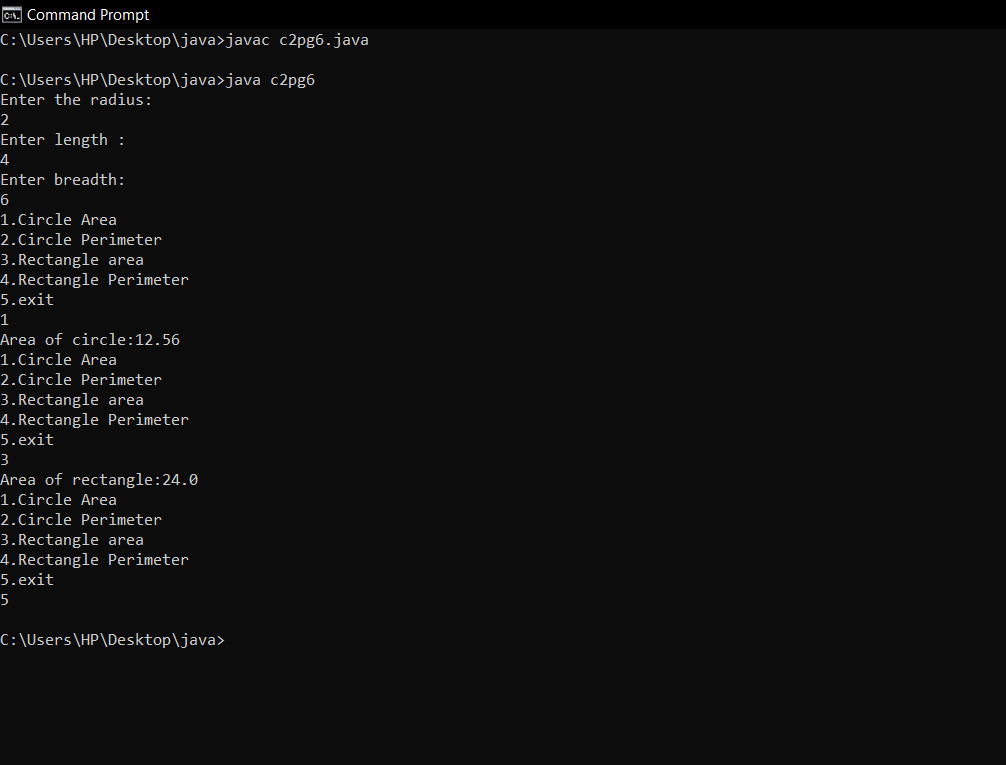 Command Prompt
C:\Users\HP\Desktop\java>javac c2pg6.java
C:\Users\HP\Desktop\java>java c2pg6
Enter the radius:
2
Enter length :
4
Enter breadth:
6
1.Circle Area
2.Circle Perimeter
3.Rectangle area
4.Rectangle Perimeter
5.exit
1
Area of circle:12.56
1.Circle Area
2.Circle Perimeter
3.Rectangle area
4.Rectangle Perimeter
5.exit
3
Area of rectangle:24.0
1.Circle Area
2.Circle Perimeter
3.Rectangle area
4.Rectangle Perimeter
5.exit
5
C:\Users\HP\Desktop\java>